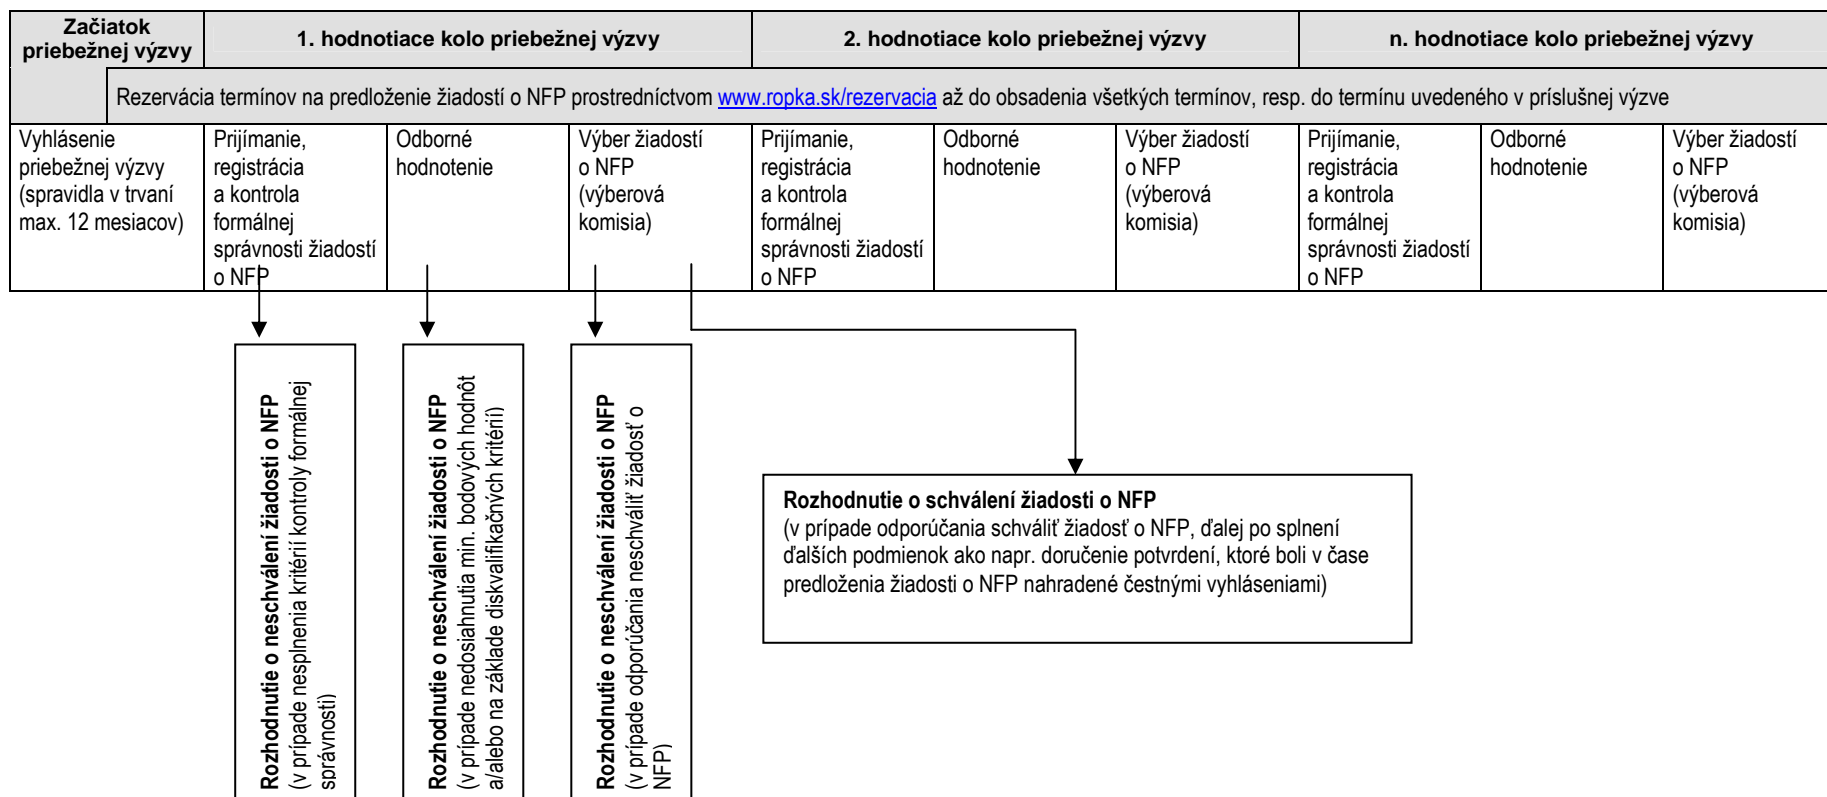 Začiatok
priebežnej výzvy
1. hodnotiace kolo priebežnej výzvy
2. hodnotiace kolo priebežnej výzvy
n. hodnotiace kolo priebežnej výzvy
Rezervácia termínov na predloženie žiadostí o NFP prostredníctvom www.ropka.sk/rezervacia až do obsadenia všetkých termínov, resp. do termínu uvedeného v príslušnej výzve
Vyhlásenie
priebežnej výzvy
(spravidla v trvaní
max. 12 mesiacov)
Prijímanie,
registrácia
a kontrola
formálnej
správnosti žiadostí
o NFP
Odborné
hodnotenie
Výber žiadostí
o NFP
(výberová
komisia)
Prijímanie,
registrácia
a kontrola
formálnej
správnosti žiadostí
o NFP
Odborné
hodnotenie
Výber žiadostí
o NFP
(výberová
komisia)
Prijímanie,
registrácia
a kontrola
formálnej
správnosti žiadostí
o NFP
Odborné
hodnotenie
Výber žiadostí
o NFP
(výberová
komisia)
Rozhodnutie o neschválení žiadosti o NFP
(v prípade nesplnenia kritérií kontroly formálnej
správnosti)
Rozhodnutie o neschválení žiadosti o NFP
(v prípade nedosiahnutia min. bodových hodnôt
a/alebo na základe diskvalifikačných kritérií)
Rozhodnutie o neschválení žiadosti o NFP
(v prípade odporúčania neschváliť žiadosť o
NFP)
Rozhodnutie o schválení žiadosti o NFP
(v prípade odporúčania schváliť žiadosť o NFP, ďalej po splnení
ďalších podmienok ako napr. doručenie potvrdení, ktoré boli v čase
predloženia žiadosti o NFP nahradené čestnými vyhláseniami)